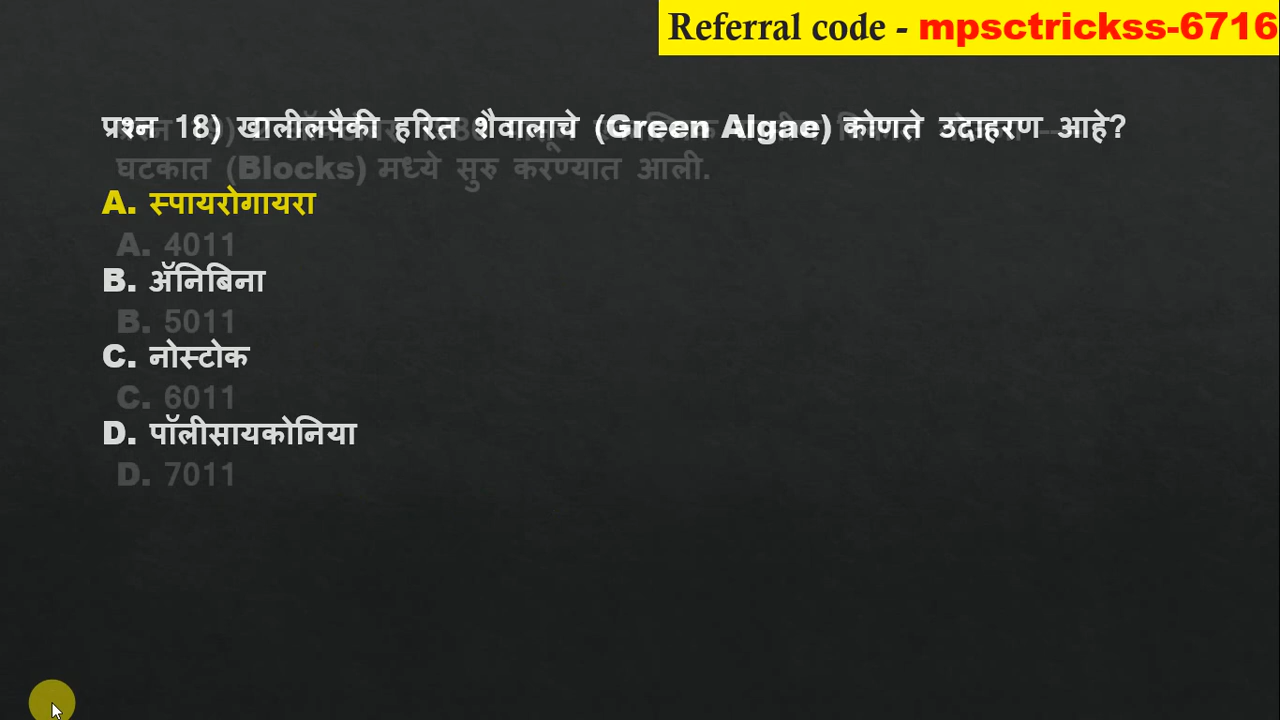 Referral code - mpsctrickss-6716
प्रश्न 18) खालीलपैकी हरित शैवालाचे (Green Algae) कोणते उदाहरण आहे?
घटकात (Blocks) मध्ये सुरु करण्यात आली.
A. स्पायरोगायरा
A. 4011
B. ॲनिबिना
B. 5011
C. नोस्टोक
C. 6011
D. पॉलीसायकोनिया
D. 7011